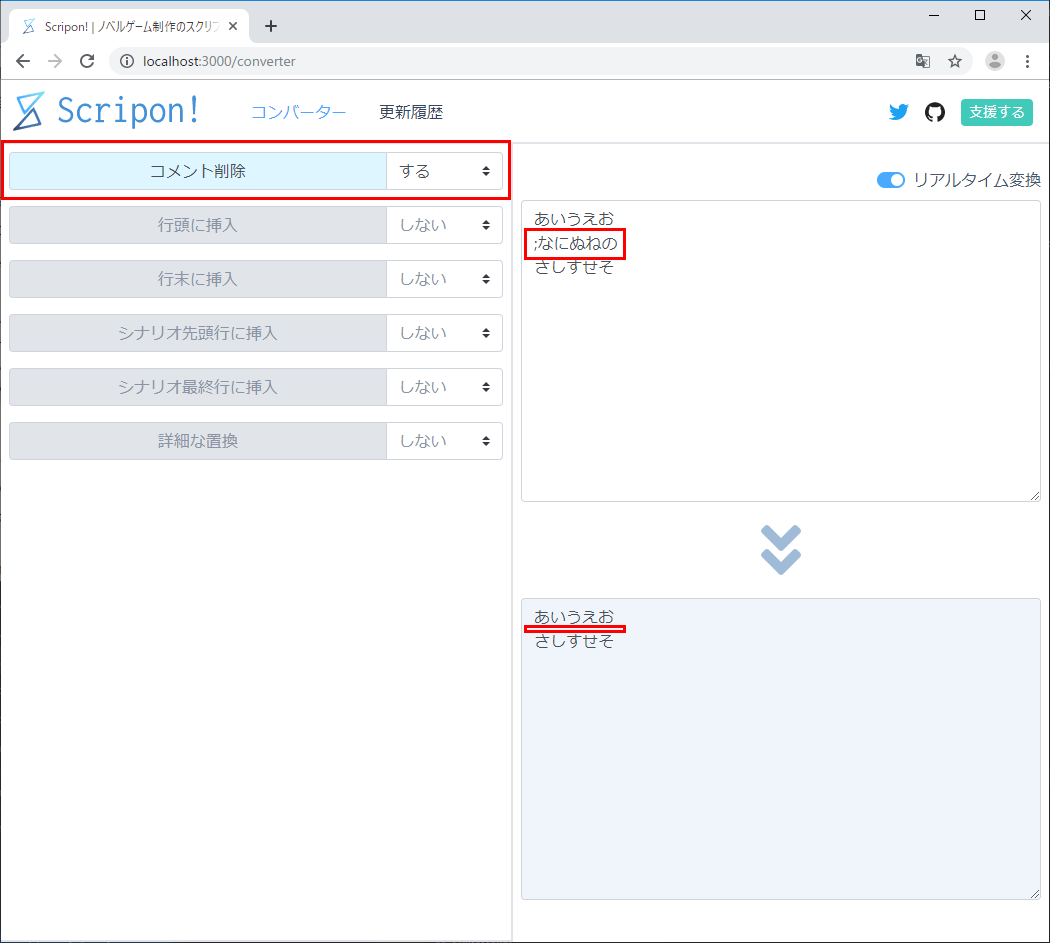 Scripon! | ノベルゲーム制作のスクリプ
localhost:3000/converter
Scripon!
コンバーター
更新履歴
支援する
コメント削除
する
行頭に挿入
しない
行末に挿入
しない
シナリオ先頭行に挿入
しない
シナリオ最終行に挿入
しない
詳細な置換
しない
リアルタイム変換
あいうえお
;なにぬねの
さしすせそ
あいうえお
さしすせそ